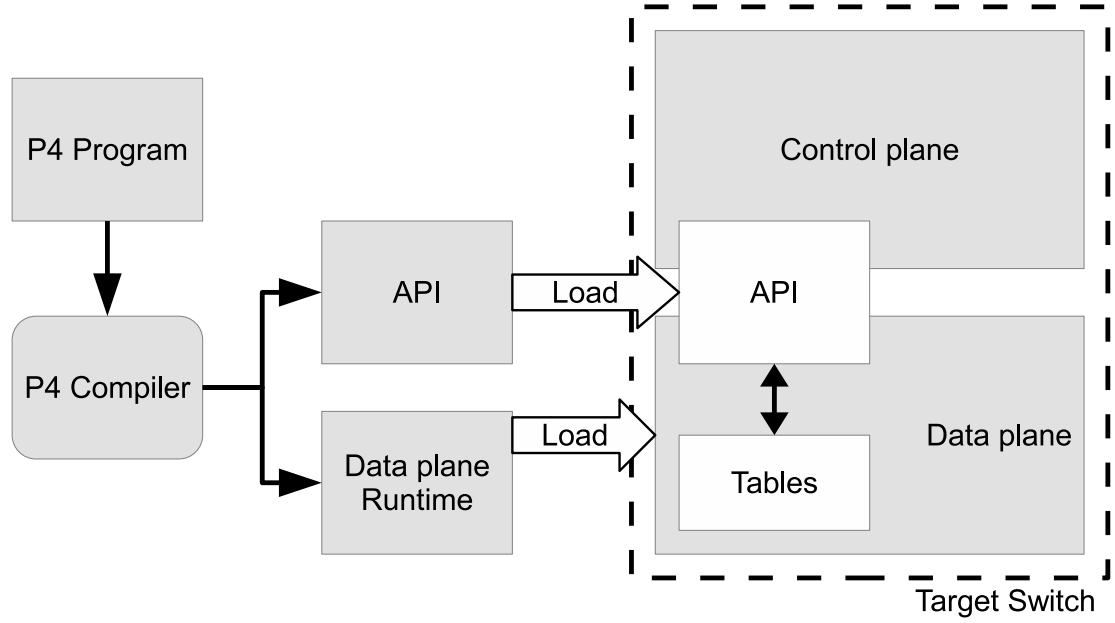 P4 Program
P4 Compiler
API
Data plane
Runtime
Load
Load
Control plane
API
Tables
Data plane
Target Switch